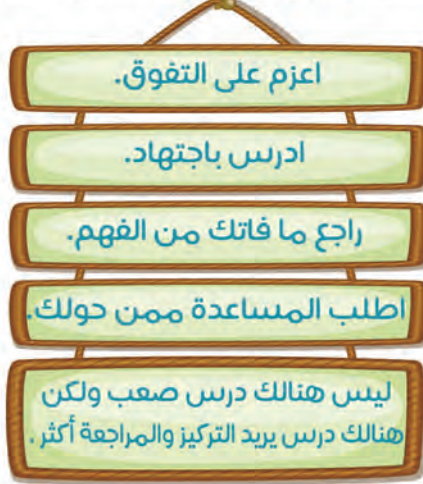 اعزم على التفوق.
ادرس باجتهاد.
راجع ما فاتك من الفهم.
اطلب المساعدة ممن حولك.
ليس هنالك درس صعب ولكن
هنالك درس يريد التركيز والمراجعة أكثر .